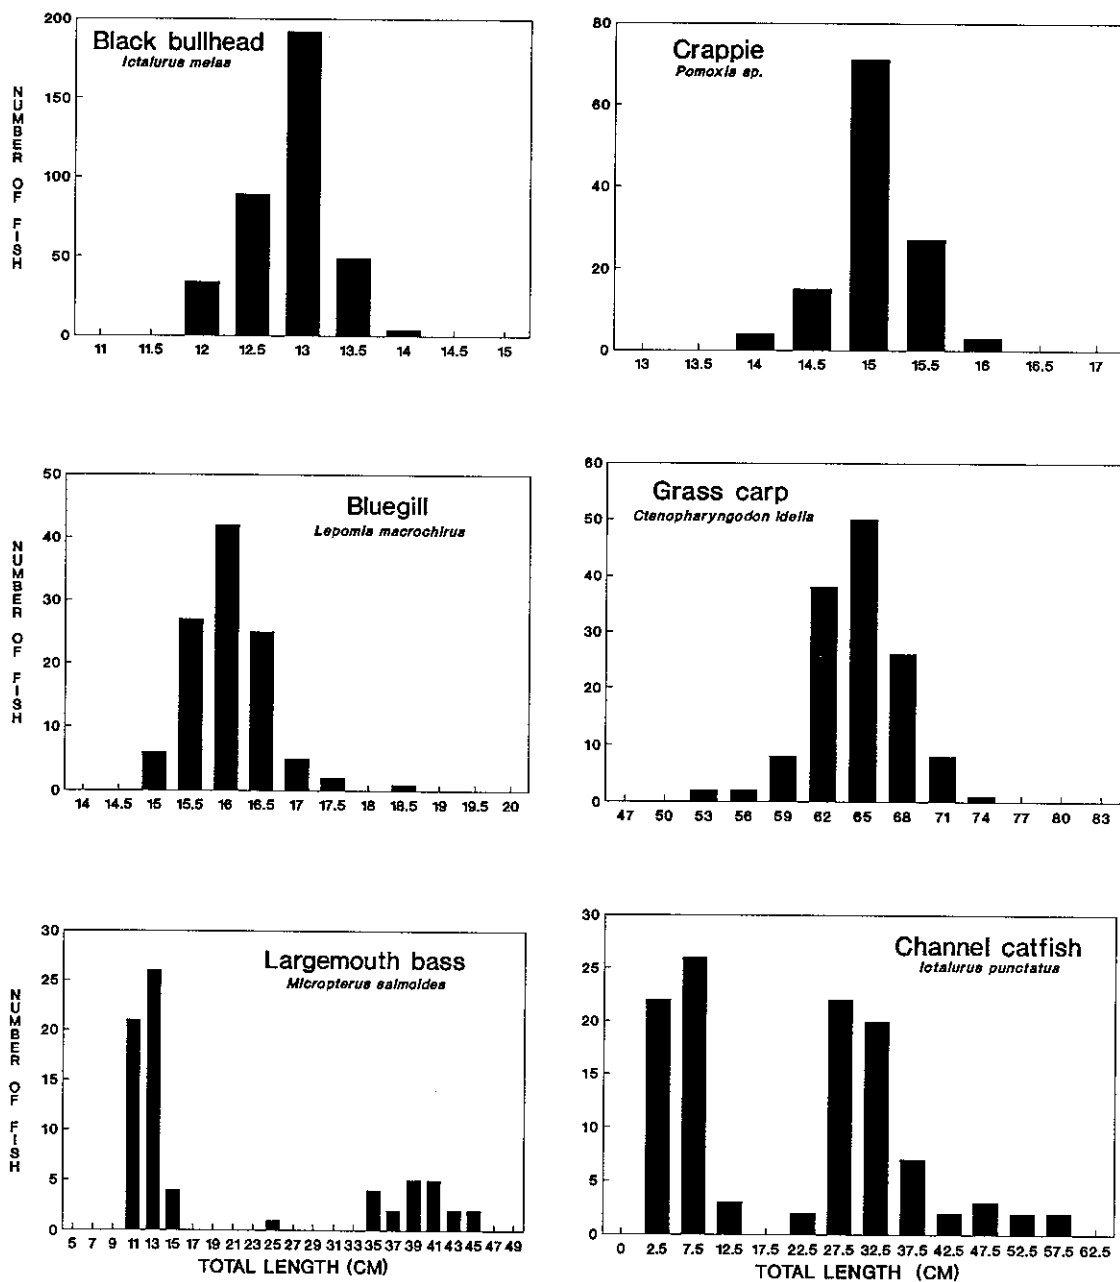 Black bullhead
Ictalurus melas
NUMBER OF FISH
200
150
100
50
0
11 11.5 12 12.5 13 13.5 14 14.5 15
Crappie
Pomoxis sp.
80
60
40
20
0
13 13.5 14 14.5 15 15.5 16 16.5 17
Bluegill
Lepomis macrochirus
NUMBER OF FISH
50
40
30
20
10
0
14 14.5 15 15.5 16 16.5 17 17.5 18 18.5 19 19.5 20
Grass carp
Ctenopharyngodon idella
60
50
40
30
20
10
0
47 50 53 56 59 62 65 68 71 74 77 80 83
Largemouth bass
Micropterus salmoides
NUMBER OF FISH
30
25
20
15
10
5
0
5 7 9 11 13 15 17 19 21 23 25 27 29 31 33 35 37 39 41 43 45 47 49
TOTAL LENGTH (CM)
Channel catfish
Ictalurus punctatus
30
25
20
15
10
5
0
0 2.5 7.5 12.5 17.5 22.5 27.5 32.5 37.5 42.5 47.5 52.5 57.5 62.5
TOTAL LENGTH (CM)